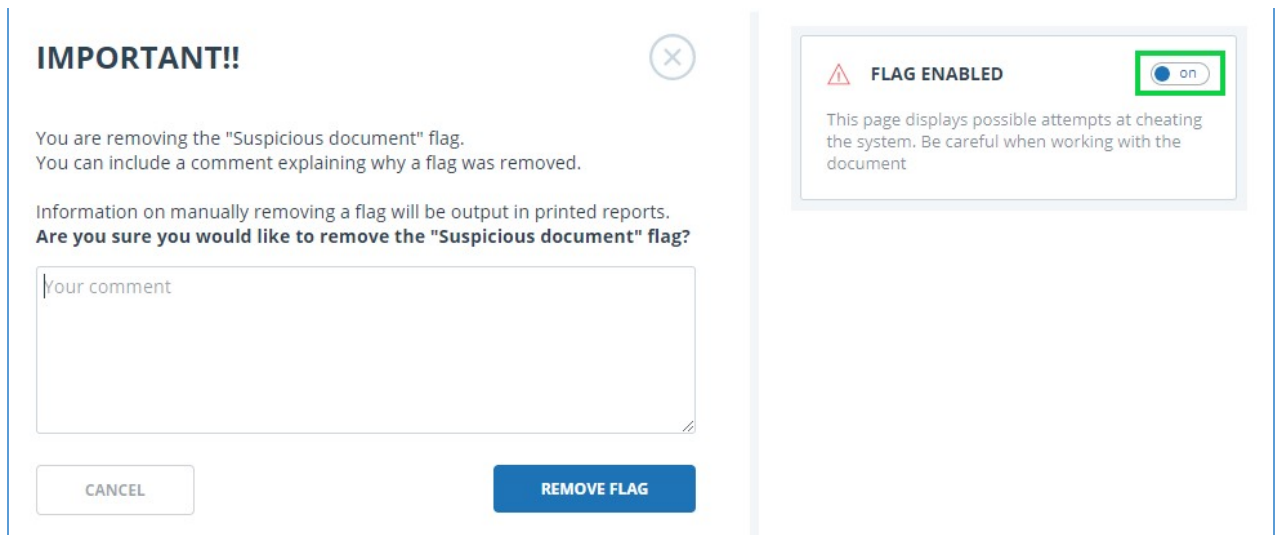 IMPORTANT!!
You are removing the "Suspicious document" flag.
You can include a comment explaining why a flag was removed.
Information on manually removing a flag will be output in printed reports.
Are you sure you would like to remove the "Suspicious document" flag?
Your comment
CANCEL
REMOVE FLAG
FLAG ENABLED
on
This page displays possible attempts at cheating
the system. Be careful when working with the
document